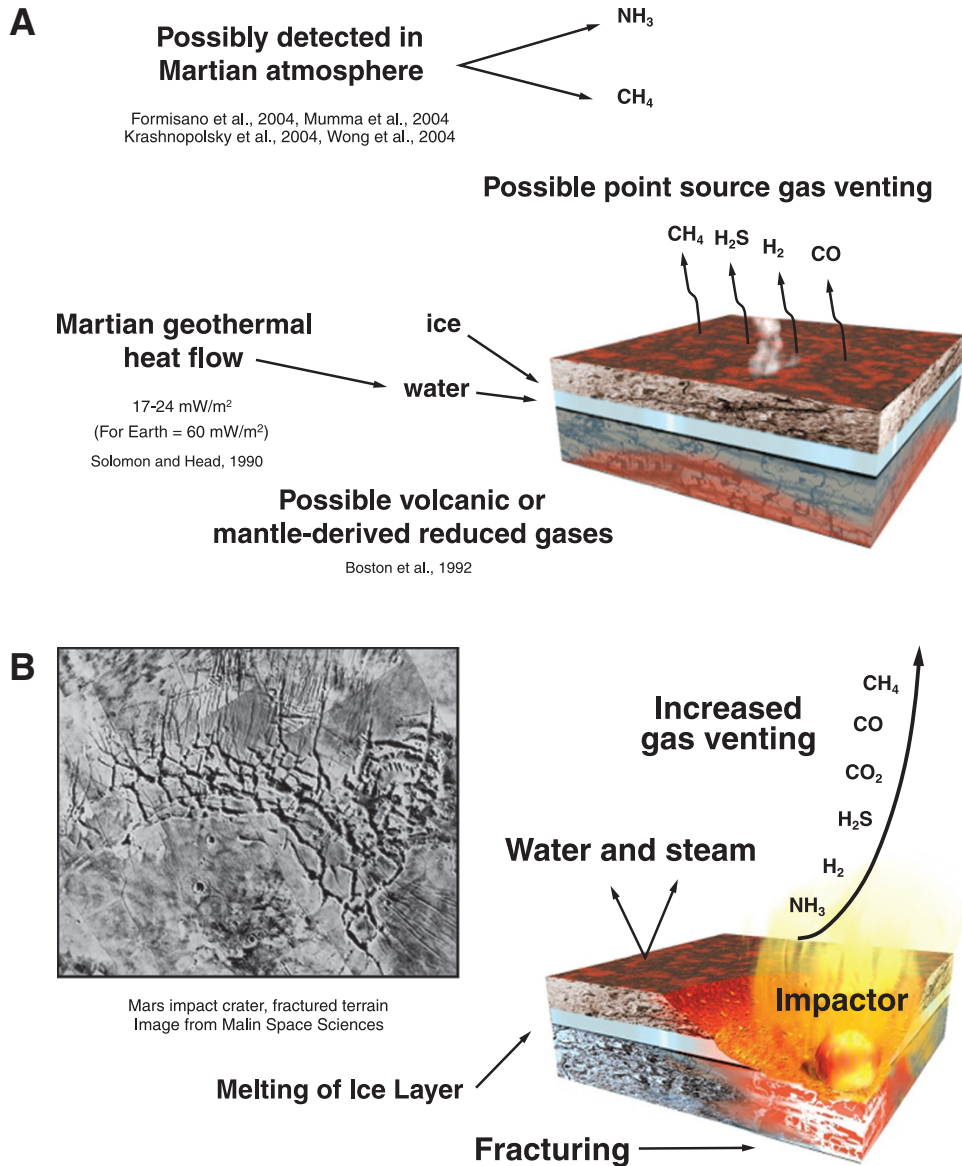 A
Possibly detected in
Martian atmosphere
NH₃
CH₄
Formisano et al., 2004, Mumma et al., 2004
Krashnopolsky et al., 2004, Wong et al., 2004
Possible point source gas venting
CH₄ H₂S H₂ CO
Martian geothermal
heat flow
ice
water
17-24 mW/m²
(For Earth = 60 mW/m²)
Solomon and Head, 1990
Possible volcanic or
mantle-derived reduced gases
Boston et al., 1992
B
Increased
gas venting
CH₄
CO
CO₂
H₂S
H₂
NH₃
Water and steam
Impactor
Mars impact crater, fractured terrain
Image from Malin Space Sciences
Melting of Ice Layer
Fracturing